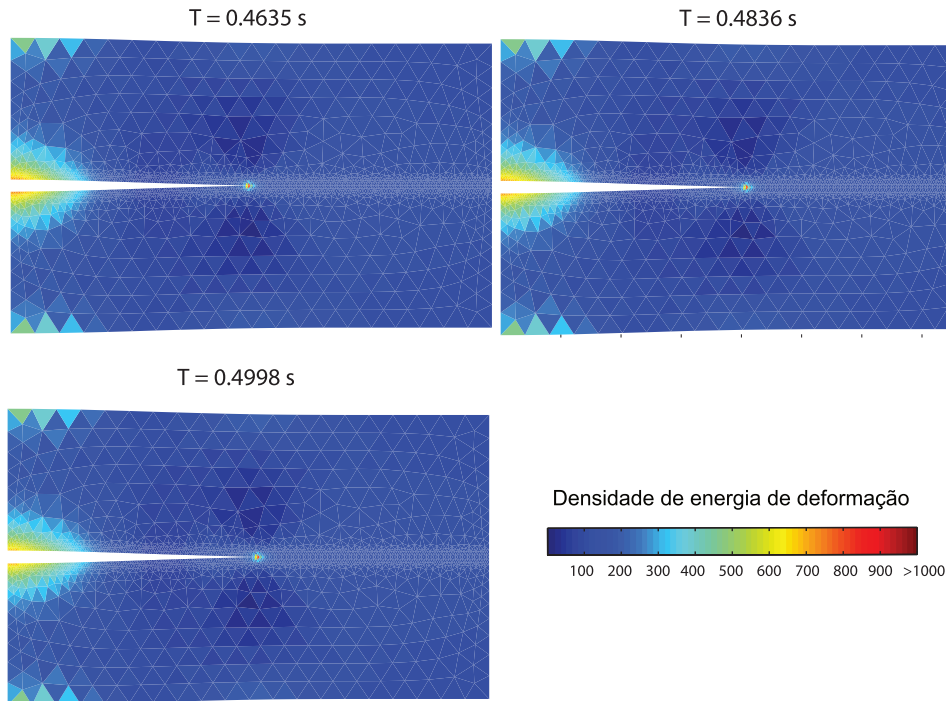 T = 0.4635 s
T = 0.4836 s
T = 0.4998 s
Densidade de energia de deformação
100 200 300 400 500 600 700 800 900 >1000